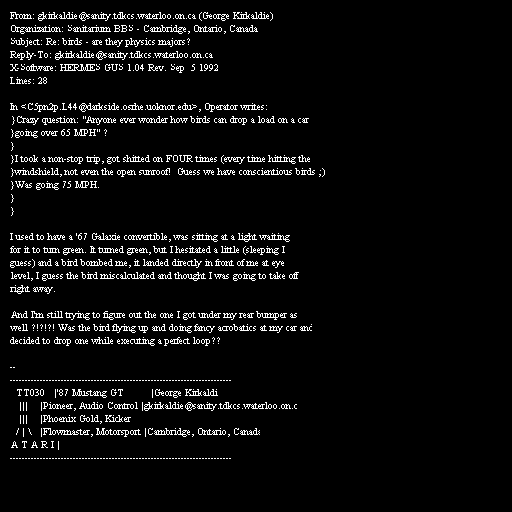 From: gkirkaldie@sanity.tdkcs.waterloo.on.ca (George Kirkaldie)
Organization: Sanitarium BBS - Cambridge, Ontario, Canada
Subject: Re: birds - are they physics majors?
Reply-To: gkirkaldie@sanity.tdkcs.waterloo.on.ca
X-Software: HERMES GUS 1.04 Rev. Sep  5 1992
Lines: 28
In <C5pn2p.L44@darkside.osrhe.uoknor.edu>, Operator writes:
}Crazy question: "Anyone ever wonder how birds can drop a load on a car
}going over 65 MPH" ?
}
}I took a non-stop trip, got shitted on FOUR times (every time hitting the
}windshield, not even the open sunroof!  Guess we have conscientious birds ;)
}Was going 75 MPH.
}
}
I used to have a '67 Galaxie convertible, was sitting at a light waiting
for it to turn green. It turned green, but I hesitated a little (sleeping I
guess) and a bird bombed me, it landed directly in front of me at eye
level, I guess the bird miscalculated and thought I was going to take off
right away.
And I'm still trying to figure out the one I got under my rear bumper as
well ?!?!?! Was the bird flying up and doing fancy acrobatics at my car and
decided to drop one while executing a perfect loop??
--
-----------------------------------------------------------------------------
TT030   |'87 Mustang GT          |George Kirkaldi
|||     |Pioneer, Audio Control |gkirkaldie@sanity.tdkcs.waterloo.on.c
|||     |Phoenix Gold, Kicker
/ | \   |Flowmaster, Motorsport |Cambridge, Ontario, Canada
A T A R I |
-----------------------------------------------------------------------------